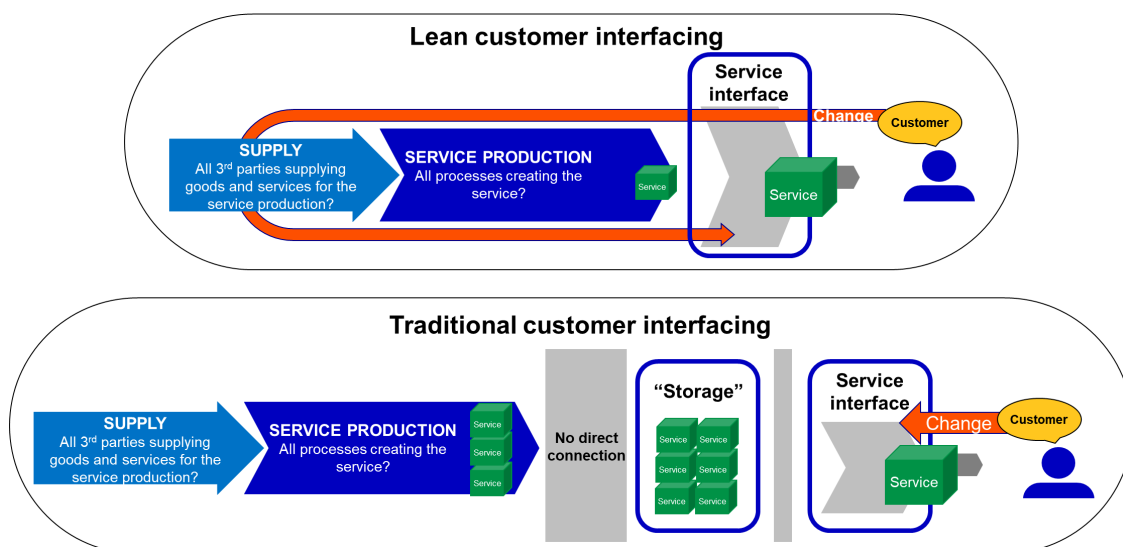 Lean customer interfacing
Service
interface
Change
Customer
SUPPLY
All 3rd parties supplying
goods and services for the
service production?
SERVICE PRODUCTION
All processes creating the
service?
Service
Service
Traditional customer interfacing
SUPPLY
All 3rd parties supplying
goods and services for the
service production?
SERVICE PRODUCTION
All processes creating the
service?
Service
Service
Service
No direct
connection
“Storage”
Service Service
Service Service
Service Service
Service
interface
Change
Customer
Service